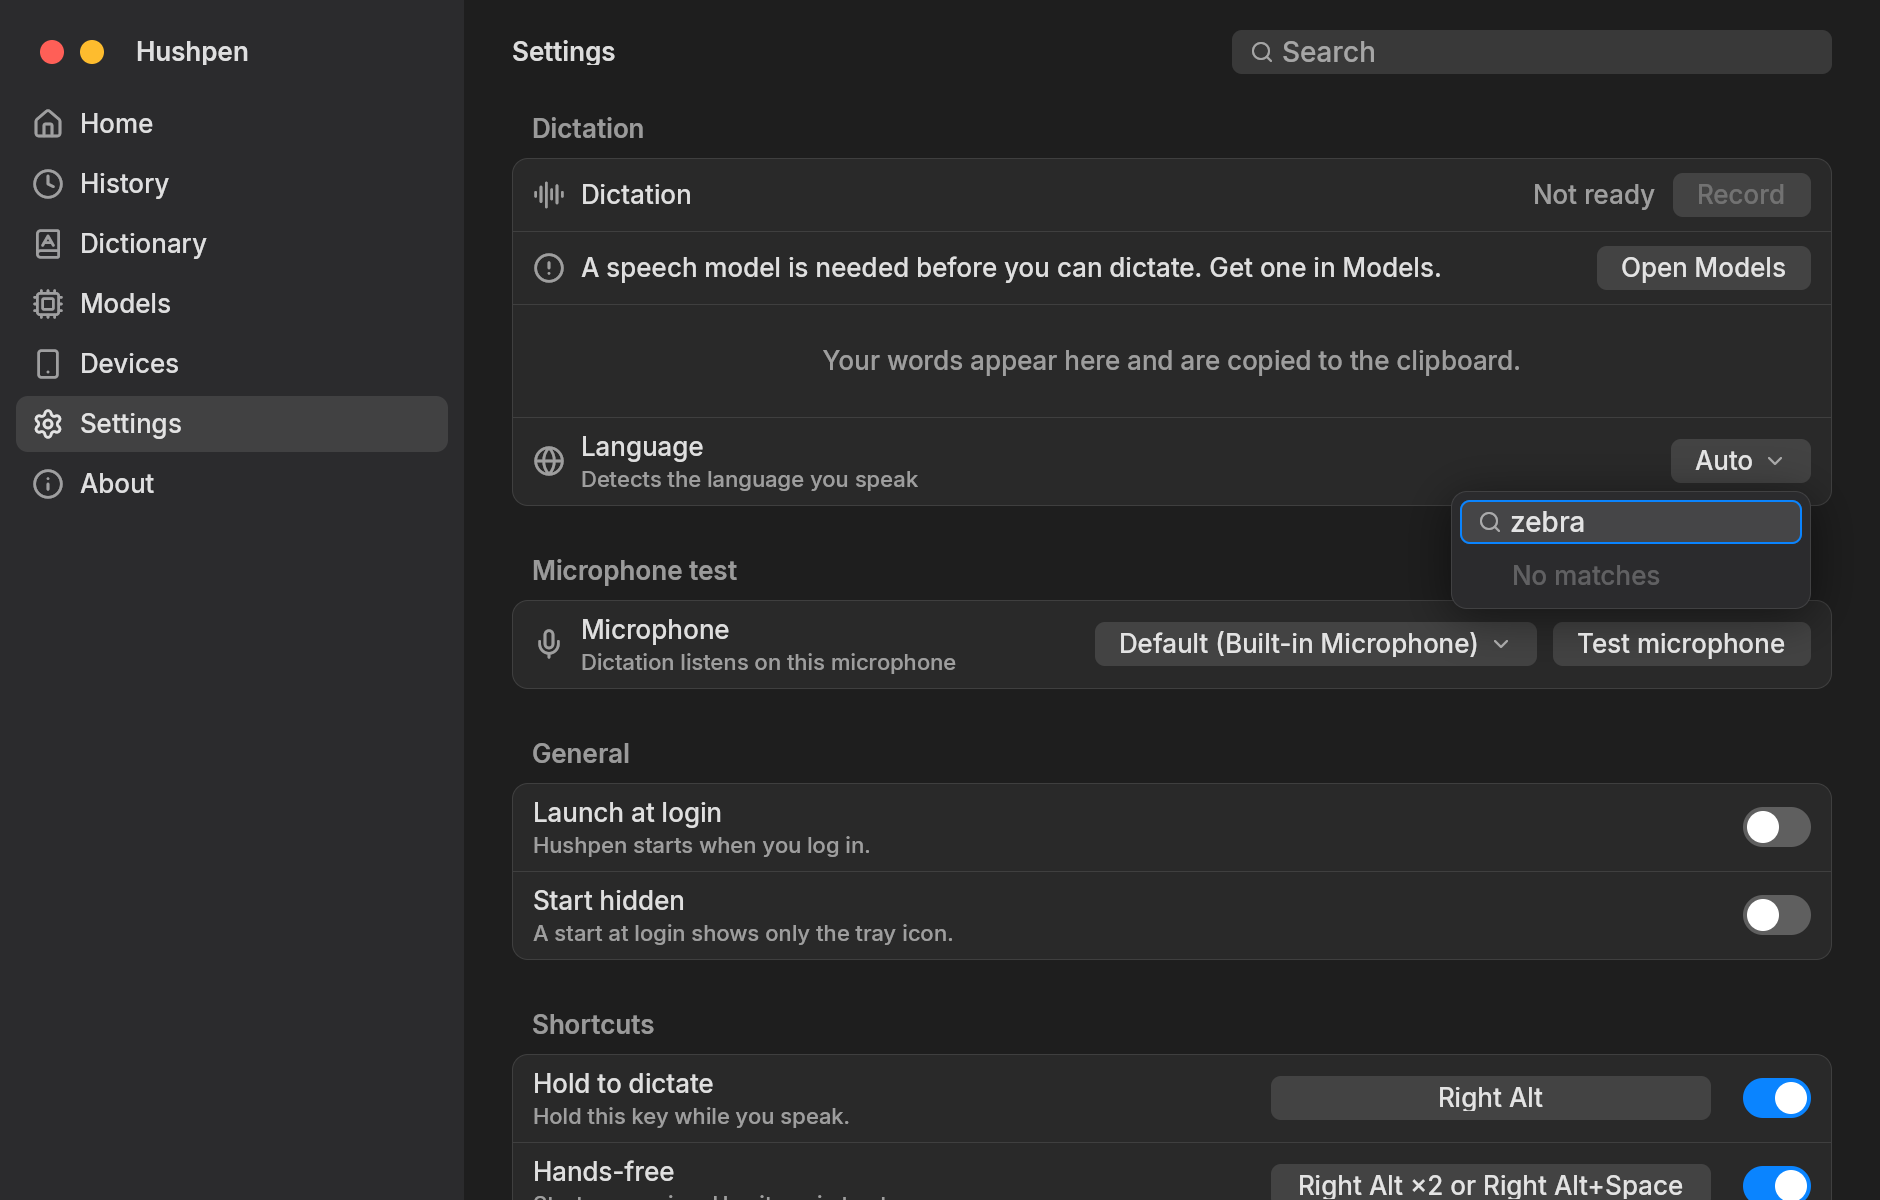 Hushpen
Home
History
Dictionary
Models
Devices
Settings
About
Settings
Search
Dictation
Dictation
Not ready
Record
A speech model is needed before you can dictate. Get one in Models.
Open Models
Your words appear here and are copied to the clipboard.
Language
Detects the language you speak
Auto
zebra
No matches
Microphone test
Microphone
Dictation listens on this microphone
Default (Built-in Microphone)
Test microphone
General
Launch at login
Hushpen starts when you log in.
Start hidden
A start at login shows only the tray icon.
Shortcuts
Hold to dictate
Hold this key while you speak.
Right Alt
Hands-free
Right Alt ×2 or Right Alt+Space